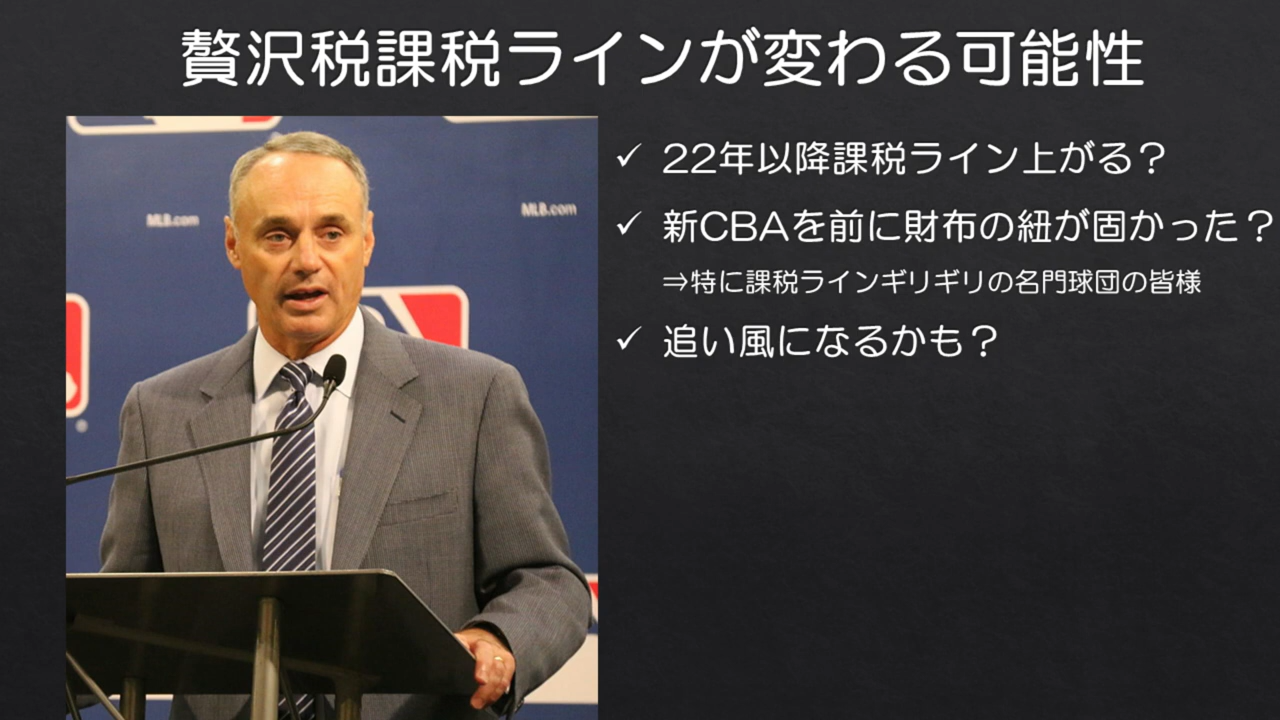 贅沢税課税ラインが変わる可能性
MLB.com
MLB.com
✓ 22年以降課税ライン上がる？
✓ 新CBAを前に財布の紐が固かった？
⇒特に課税ラインギリギリの名門球団の皆様
✓ 追い風になるかも？